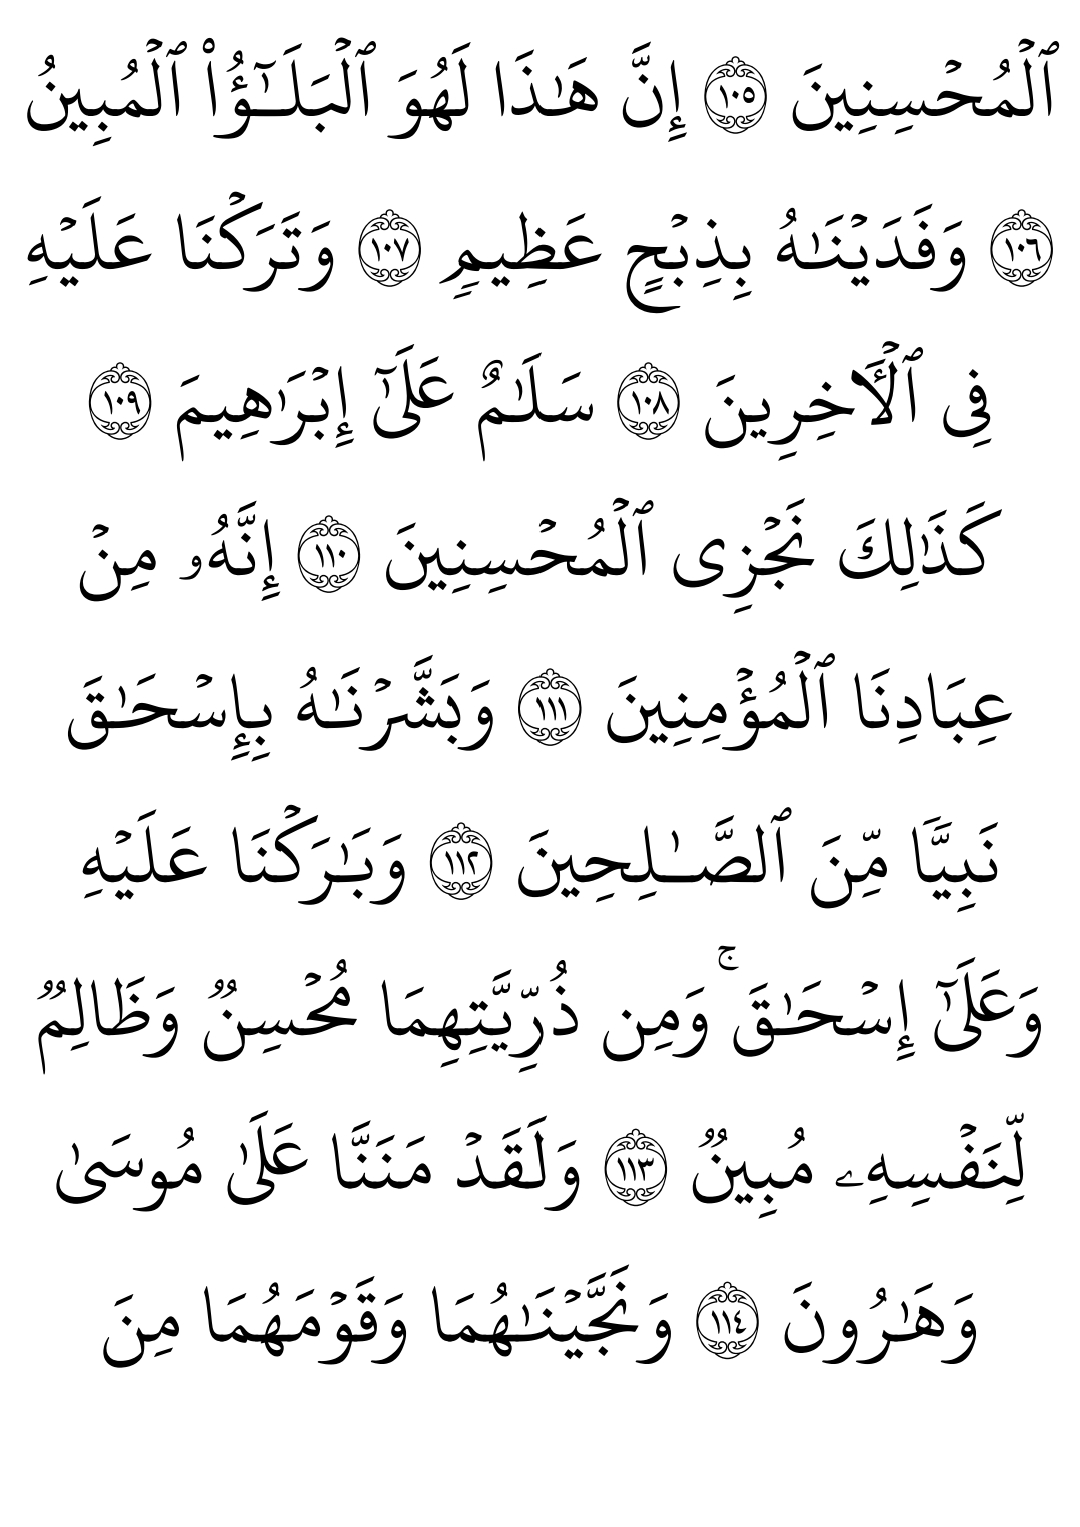 ٱلۡمُحۡسِنِينَ ١٠٥ إِنَّ هَٰذَا لَهُوَ ٱلۡبَلَٰٓؤُاْ ٱلۡمُبِينُ
١٠٦ وَفَدَيۡنَٰهُ بِذِبۡحٍ عَظِيمٖ ١٠٧ وَتَرَكۡنَا عَلَيۡهِ
فِي ٱلۡأٓخِرِينَ ١٠٨ سَلَٰمٌ عَلَىٰٓ إِبۡرَٰهِيمَ ١٠٩
كَذَٰلِكَ نَجۡزِي ٱلۡمُحۡسِنِينَ ١١٠ إِنَّهُۥ مِنۡ
عِبَادِنَا ٱلۡمُؤۡمِنِينَ ١١١ وَبَشَّرۡنَٰهُ بِإِسۡحَٰقَ
نَبِيّٗا مِّنَ ٱلصَّٰلِحِينَ ١١٢ وَبَٰرَكۡنَا عَلَيۡهِ
وَعَلَىٰٓ إِسۡحَٰقَۚ وَمِن ذُرِّيَّتِهِمَا مُحۡسِنٞ وَظَالِمٞ
لِّنَفۡسِهِۦ مُبِينٞ ١١٣ وَلَقَدۡ مَنَنَّا عَلَىٰ مُوسَىٰ
وَهَٰرُونَ ١١٤ وَنَجَّيۡنَٰهُمَا وَقَوۡمَهُمَا مِنَ